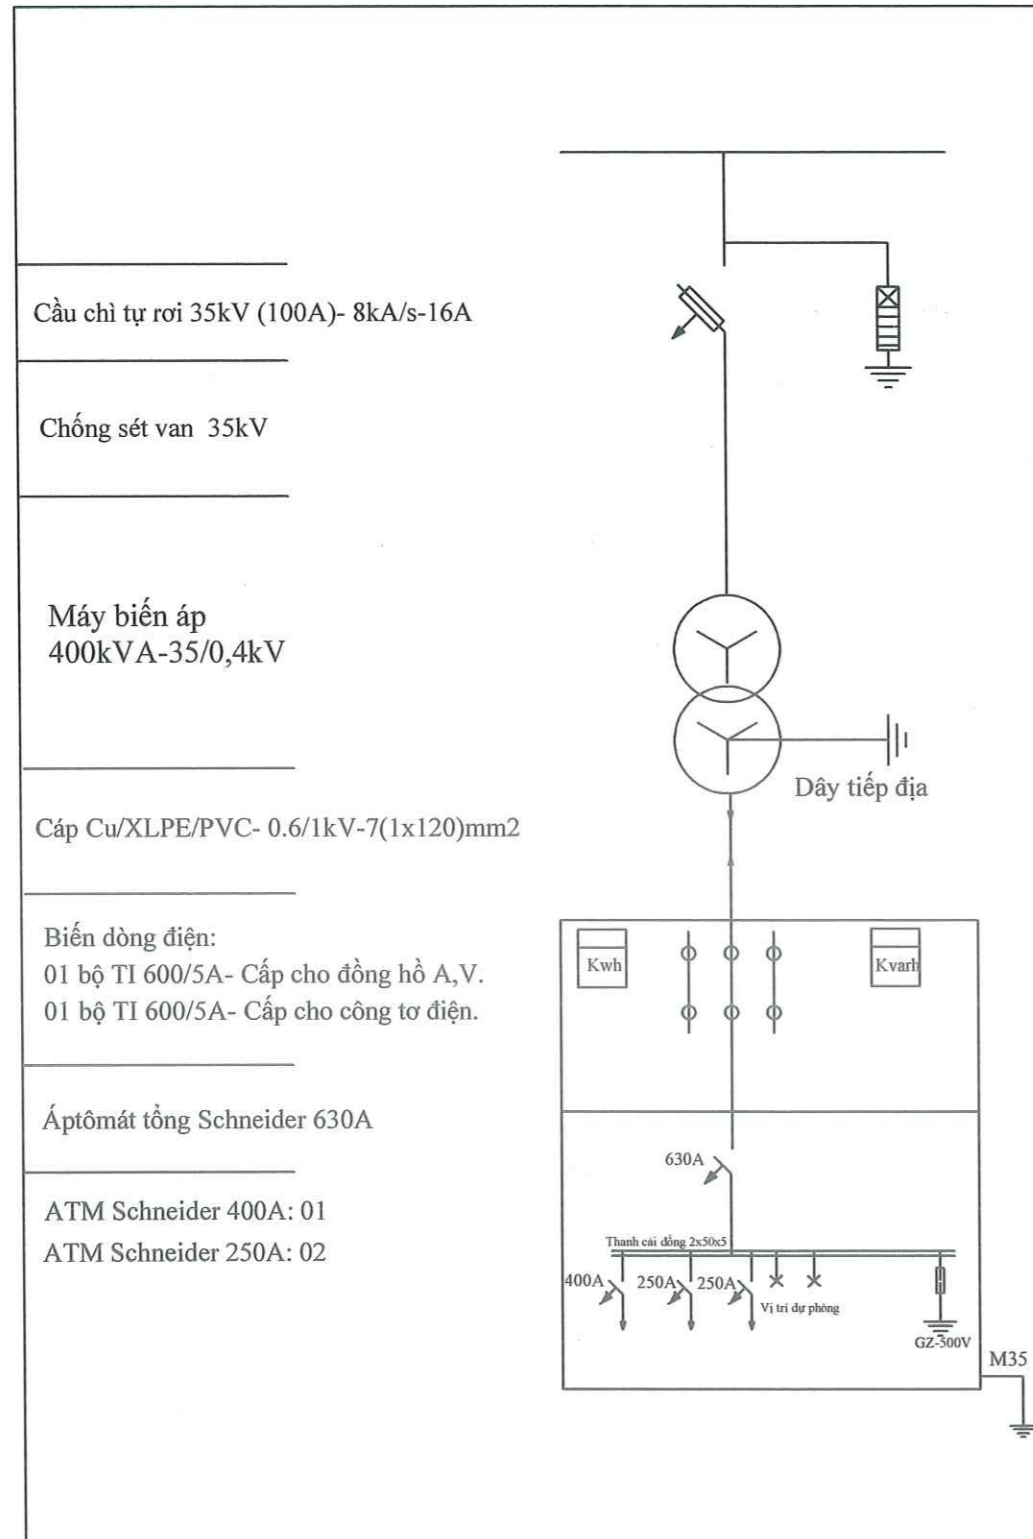 Cầu chì tự rơi 35kV (100A)- 8kA/s-16A
Chống sét van 35kV
Máy biến áp
400kVA-35/0,4kV
Dây tiếp địa
Cáp Cu/XLPE/PVC- 0.6/1kV-7(1x120)mm2
Biến dòng điện:
01 bộ TI 600/5A- Cấp cho đồng hồ A,V.
01 bộ TI 600/5A- Cấp cho công tơ điện.
Kwh
Kvarh
Áptômát tổng Schneider 630A
630A
ATM Schneider 400A: 01
ATM Schneider 250A: 02
Thanh cái đồng 2x50x5
400A
250A
250A
Vị trí dự phòng
GZ-500V
M35